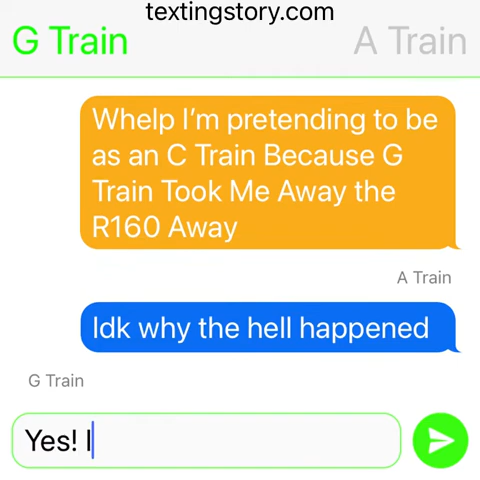 textingstory.com
G Train
A Train
Whelp I’m pretending to be
as an C Train Because G
Train Took Me Away the
R160 Away
A Train
Idk why the hell happened
G Train
Yes! I